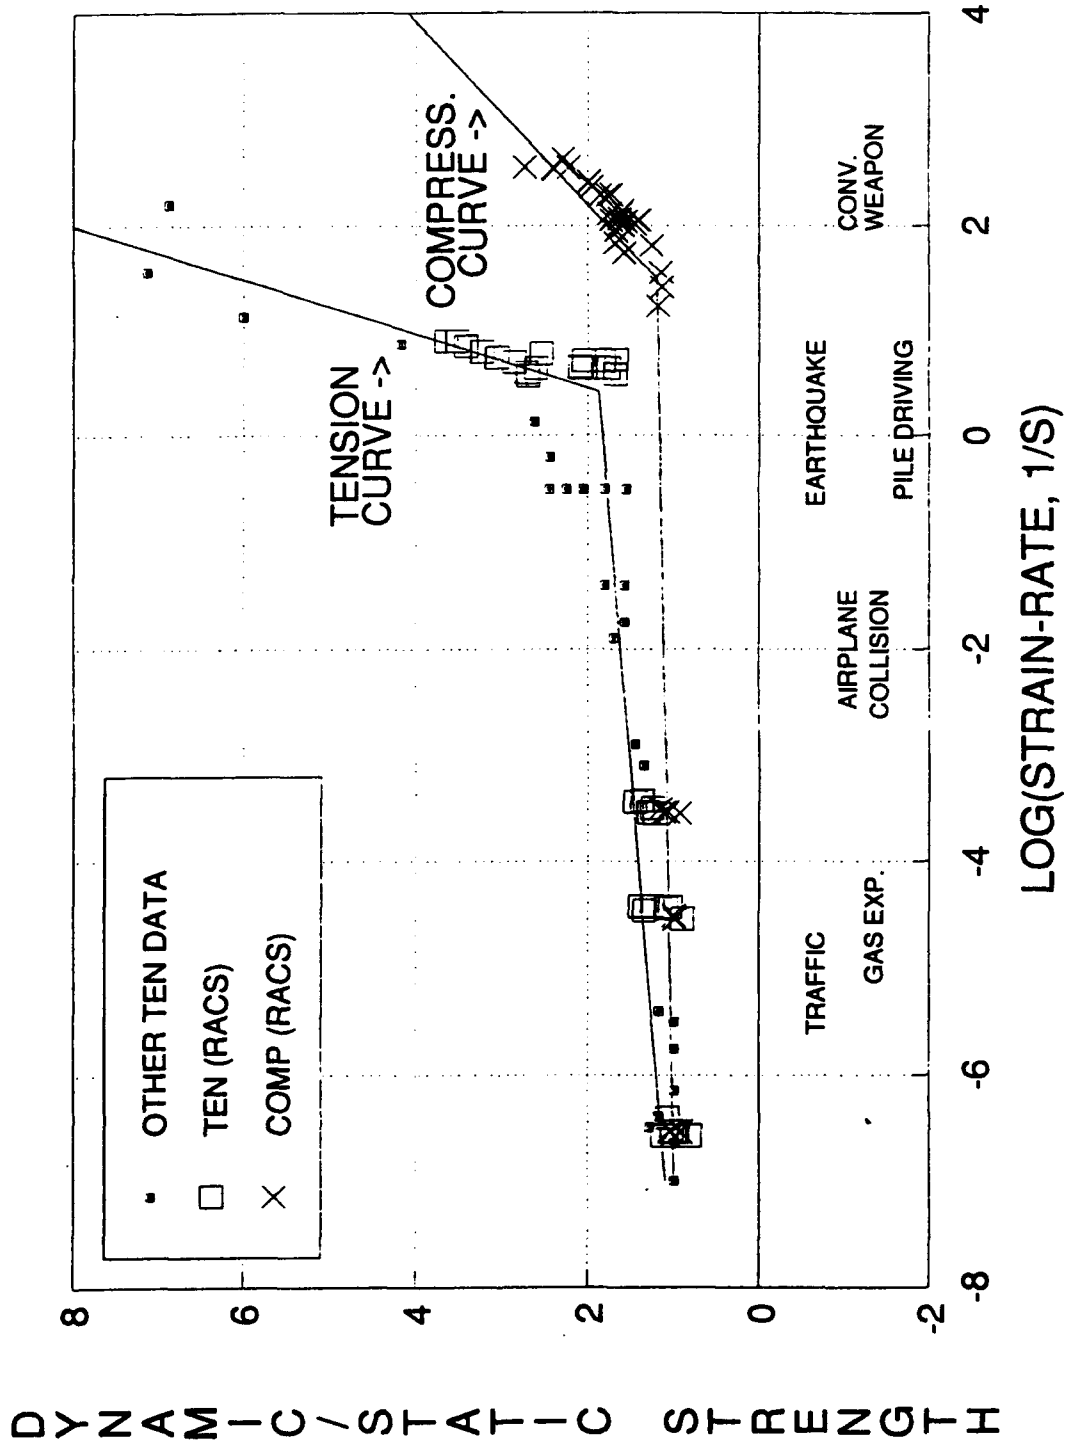 DYNAMIC/STATIC STRENGTH
8
6
4
2
0
-2
OTHER TEN DATA
TEN (RACS)
COMP (RACS)
TENSION
CURVE ->
COMPRESS.
CURVE ->
TRAFFIC
GAS EXP.
AIRPLANE
COLLISION
EARTHQUAKE
PILE DRIVING
CONV.
WEAPON
-8
-6
-4
-2
0
2
4
LOG(STRAIN-RATE, 1/S)